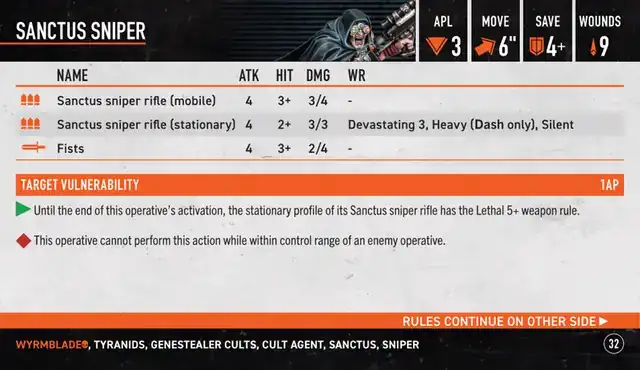 SANCTUS SNIPER
APL MOVE SAVE WOUNDS
3 6" 4+ 9
NAME ATK HIT DMG WR
Sanctus sniper rifle (mobile) 4 3+ 3/4 -
Sanctus sniper rifle (stationary) 4 2+ 3/3 Devastating 3, Heavy (Dash only), Silent
Fists 4 3+ 2/4 -
TARGET VULNERABILITY 1AP
Until the end of this operative's activation, the stationary profile of its Sanctus sniper rifle has the Lethal 5+ weapon rule.
This operative cannot perform this action while within control range of an enemy operative.
RULES CONTINUE ON OTHER SIDE ▶
WYRMBLADE, TYRANIDS, GENESTEALER CULTS, CULT AGENT, SANCTUS, SNIPER 32